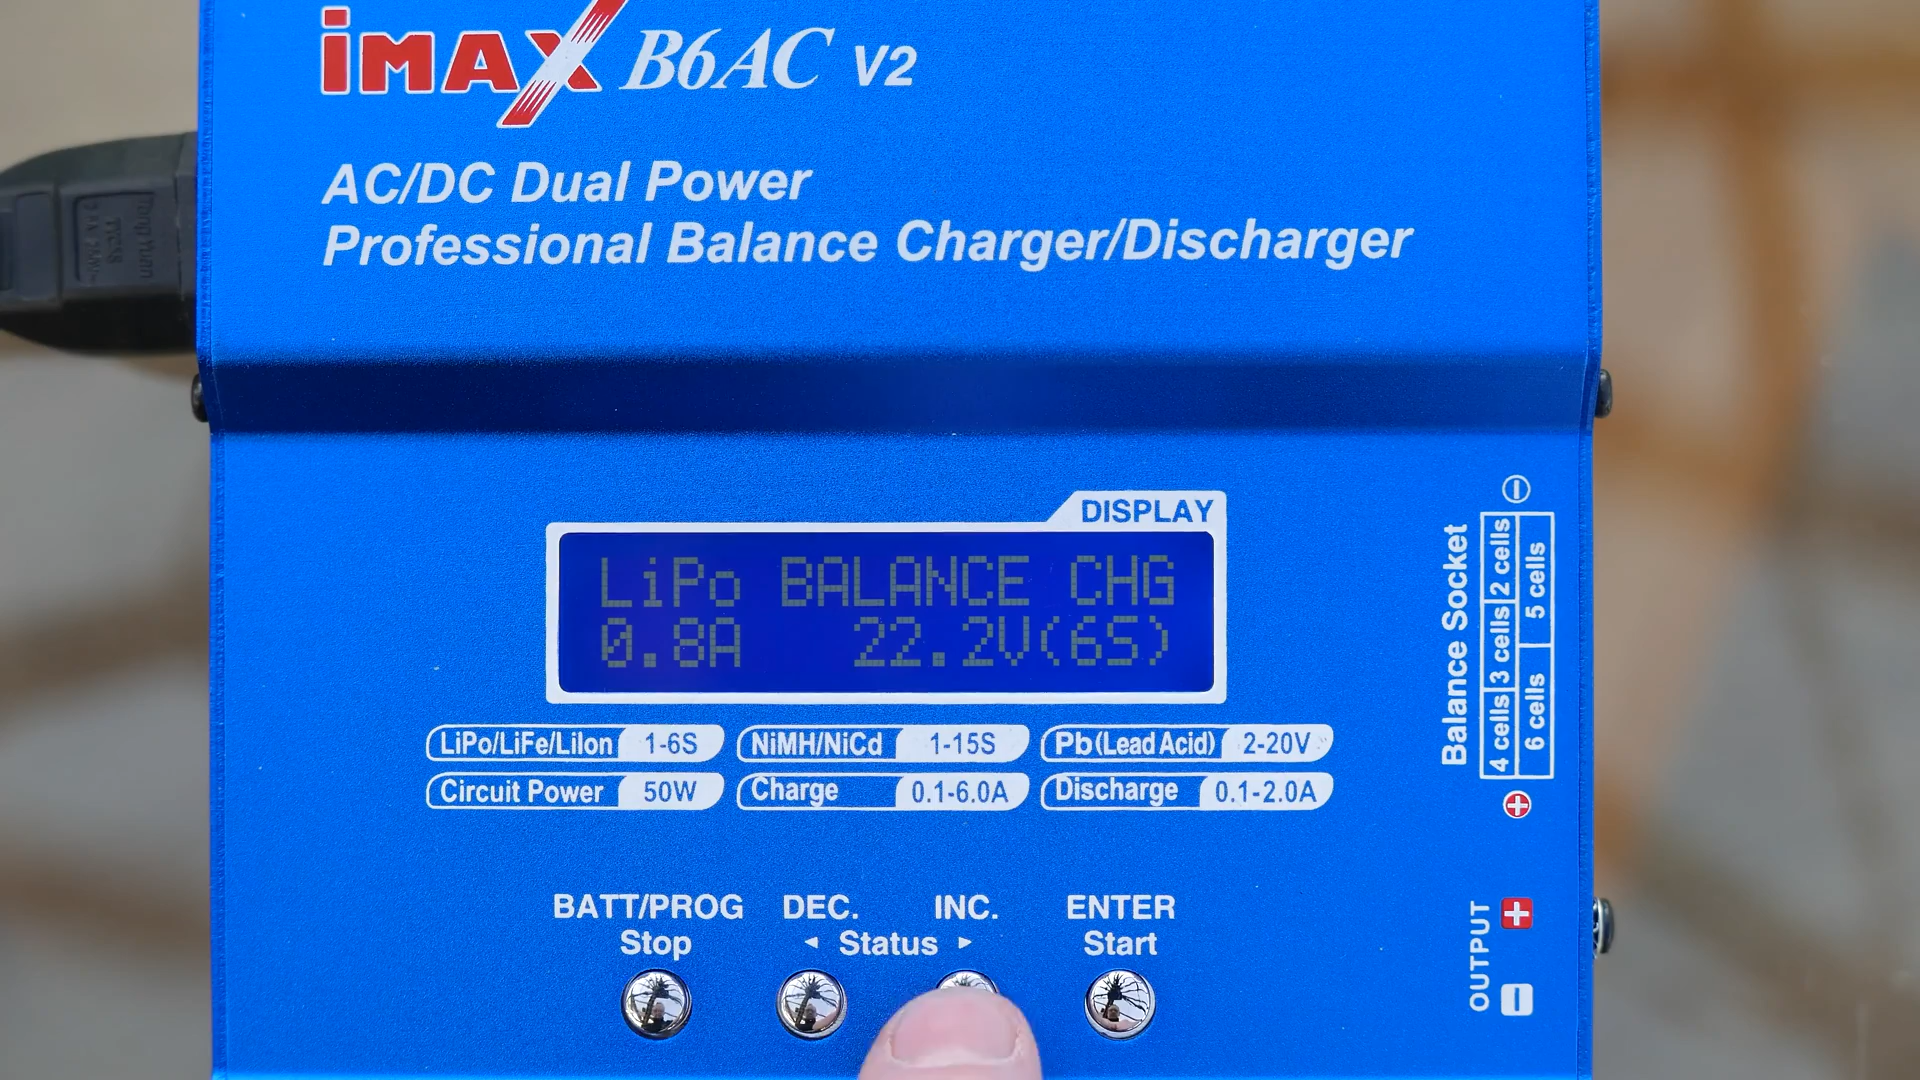 iMAX B6AC V2
AC/DC Dual Power
Professional Balance Charger/Discharger
DISPLAY
LiPo BALANCE CHG
0.8A 22.2V(6S)
LiPo/LiFe/LiIon 1-6S NiMH/NiCd 1-15S Pb(Lead Acid) 2-20V
Circuit Power 50W Charge 0.1-6.0A Discharge 0.1-2.0A
BATT/PROG DEC. INC. ENTER
Stop ◄ Status ► Start
Balance Socket
4 cells 3 cells 2 cells
6 cells 5 cells
OUTPUT